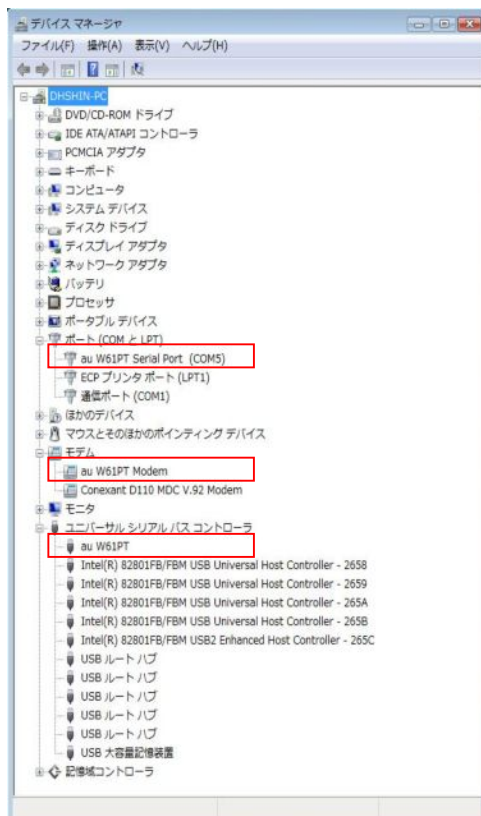 デバイス マネージャ
ファイル(F) 操作(A) 表示(V) ヘルプ(H)
DHSHIN-PC
DVD/CD-ROM ドライブ
IDE ATA/ATAPI コントローラ
PCMCIA アダプタ
キーボード
コンピュータ
システム デバイス
ディスク ドライブ
ディスプレイ アダプタ
ネットワーク アダプタ
バッテリ
プロセッサ
ポータブル デバイス
ポート (COM と LPT)
au W61PT Serial Port (COM5)
ECP プリンタ ポート (LPT1)
通信ポート (COM1)
ほかのデバイス
マウスとそのほかのポインティング デバイス
モデム
au W61PT Modem
Conexant D110 MDC V.92 Modem
モニタ
ユニバーサル シリアル バス コントローラ
au W61PT
Intel(R) 82801FB/FBM USB Universal Host Controller - 2658
Intel(R) 82801FB/FBM USB Universal Host Controller - 2659
Intel(R) 82801FB/FBM USB Universal Host Controller - 265A
Intel(R) 82801FB/FBM USB Universal Host Controller - 265B
Intel(R) 82801FB/FBM USB2 Enhanced Host Controller - 265C
USB ルート ハブ
USB ルート ハブ
USB ルート ハブ
USB ルート ハブ
USB ルート ハブ
USB 大容量記憶装置
記憶域コントローラ